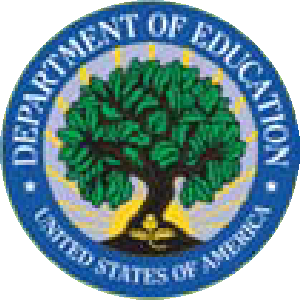 DEPARTMENT OF EDUCATION
UNITED STATES OF AMERICA